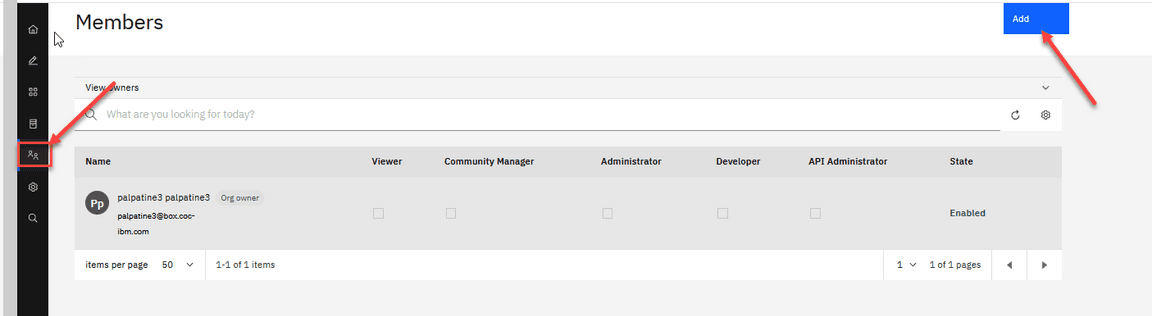 Members
Add
View owners
What are you looking for today?
Name Viewer Community Manager Administrator Developer API Administrator State
Pp palpatine3 palpatine3 Org owner
palpatine3@box.coc-
ibm.com
Enabled
items per page 50 1-1 of 1 items 1 1 of 1 pages